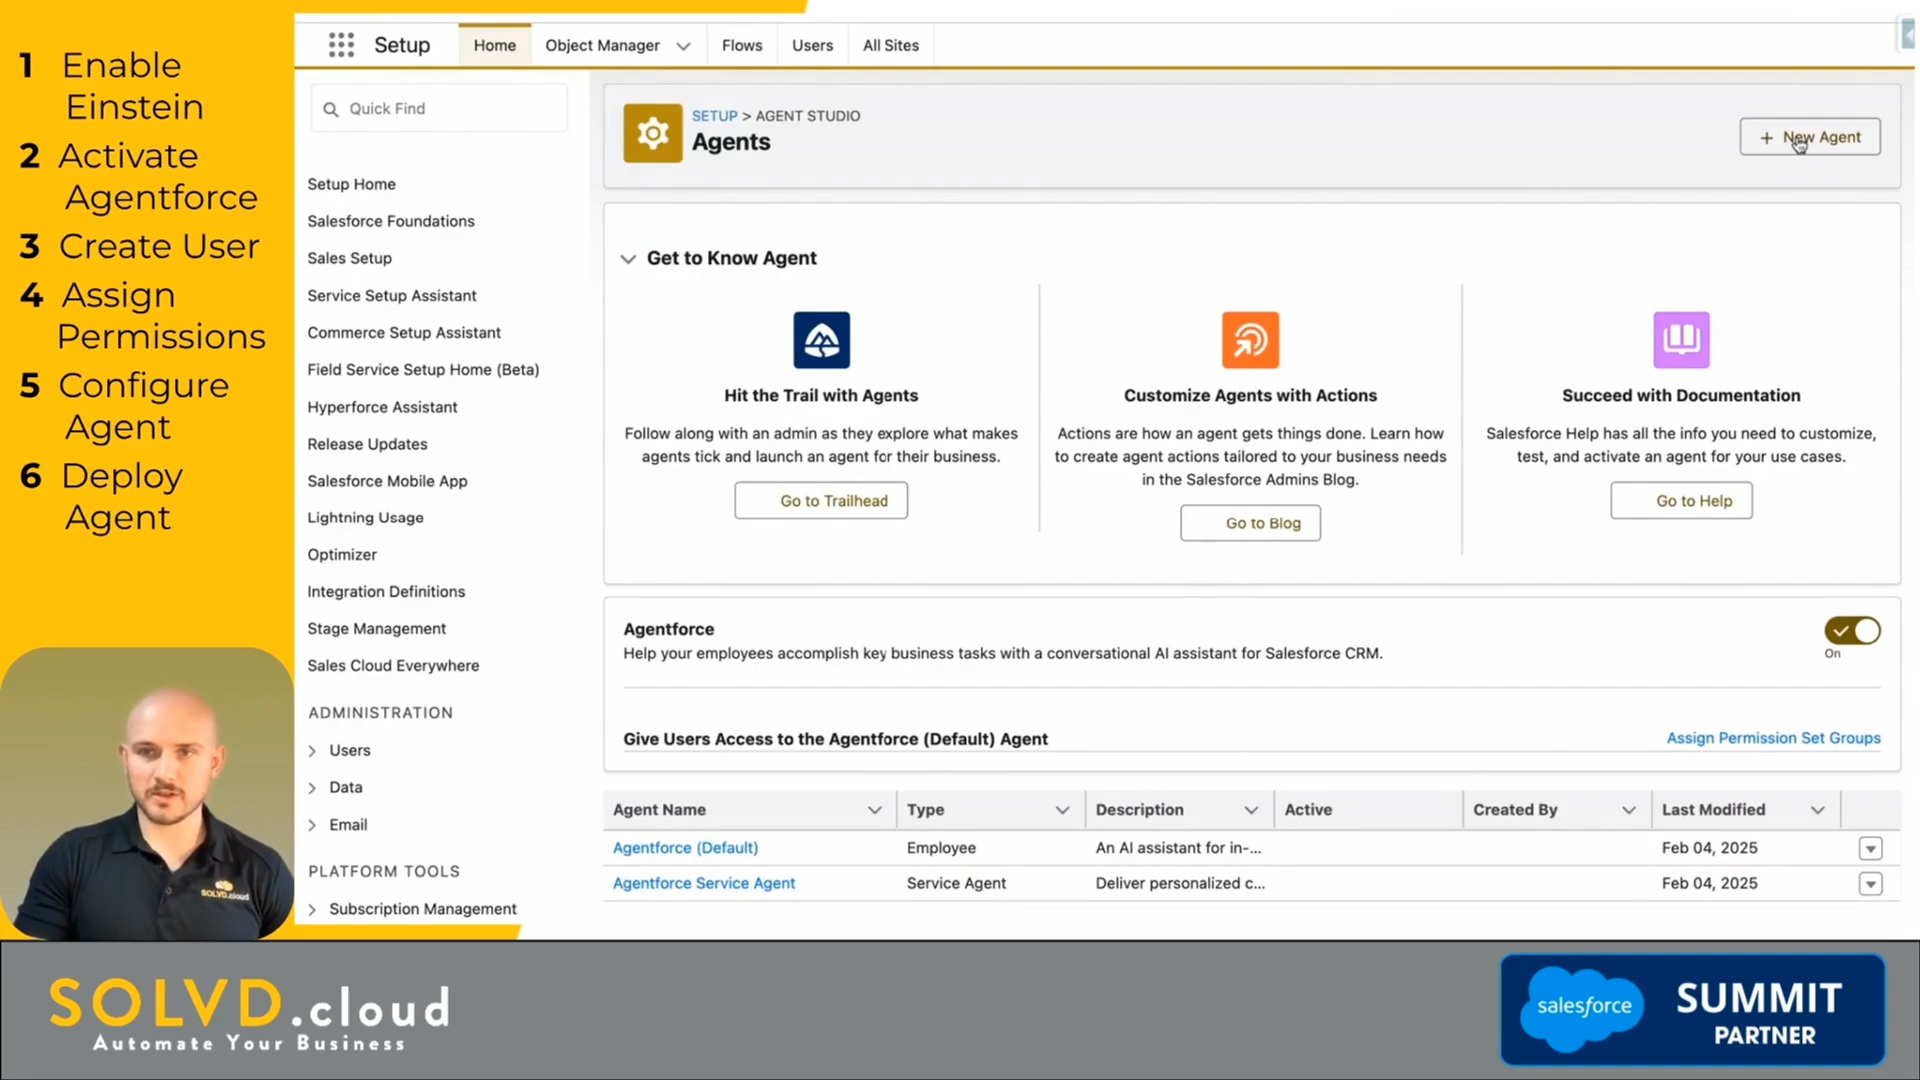 1 Enable
Einstein
2 Activate
Agentforce
3 Create User
4 Assign
Permissions
5 Configure
Agent
6 Deploy
Agent
Setup
Home
Object Manager
Flows
Users
All Sites
Quick Find
Setup Home
Salesforce Foundations
Sales Setup
Service Setup Assistant
Commerce Setup Assistant
Field Service Setup Home (Beta)
Hyperforce Assistant
Release Updates
Salesforce Mobile App
Lightning Usage
Optimizer
Integration Definitions
Stage Management
Sales Cloud Everywhere
ADMINISTRATION
Users
Data
Email
PLATFORM TOOLS
Subscription Management
SETUP > AGENT STUDIO
Agents
+ New Agent
Get to Know Agent
Hit the Trail with Agents
Follow along with an admin as they explore what makes
agents tick and launch an agent for their business.
Go to Trailhead
Customize Agents with Actions
Actions are how an agent gets things done. Learn how
to create agent actions tailored to your business needs
in the Salesforce Admins Blog.
Go to Blog
Succeed with Documentation
Salesforce Help has all the info you need to customize,
test, and activate an agent for your use cases.
Go to Help
Agentforce
Help your employees accomplish key business tasks with a conversational AI assistant for Salesforce CRM.
On
Give Users Access to the Agentforce (Default) Agent
Assign Permission Set Groups
Agent Name Type Description Active Created By Last Modified
Agentforce (Default) Employee An AI assistant for in-... Feb 04, 2025
Agentforce Service Agent Service Agent Deliver personalized c... Feb 04, 2025
SOLVD.cloud
SOLVD.cloud
Automate Your Business
salesforce
SUMMIT
PARTNER